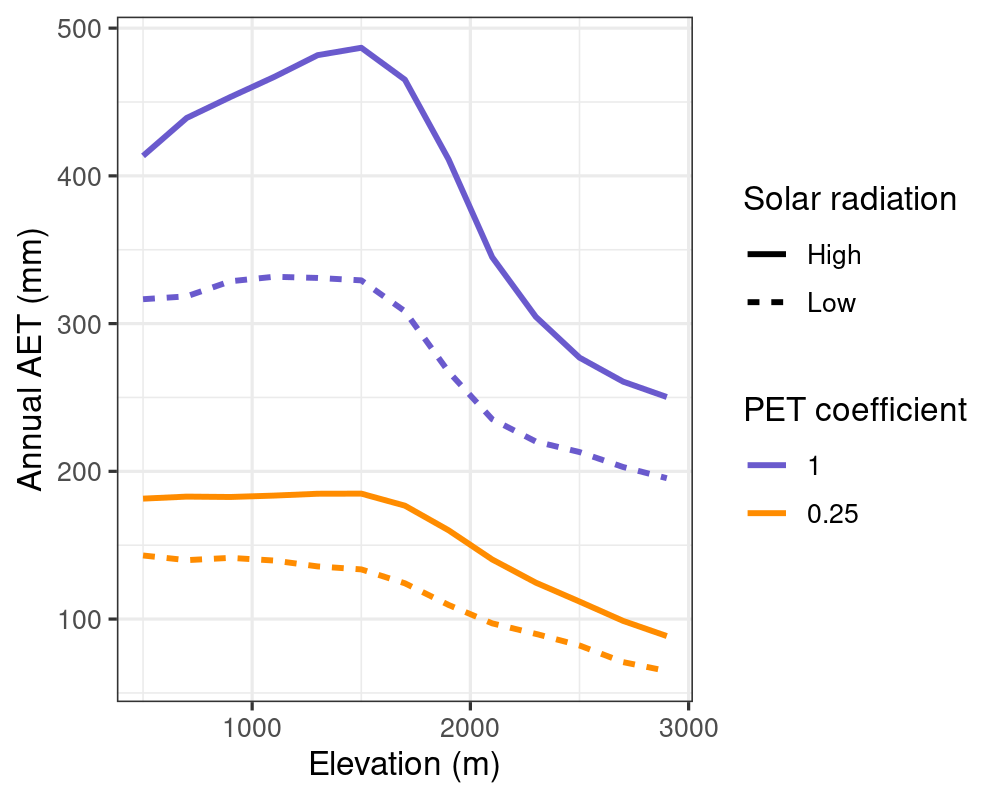 500
400
300
200
100
Annual AET (mm)
1000
2000
3000
Elevation (m)
Solar radiation
High
Low
PET coefficient
1
0.25